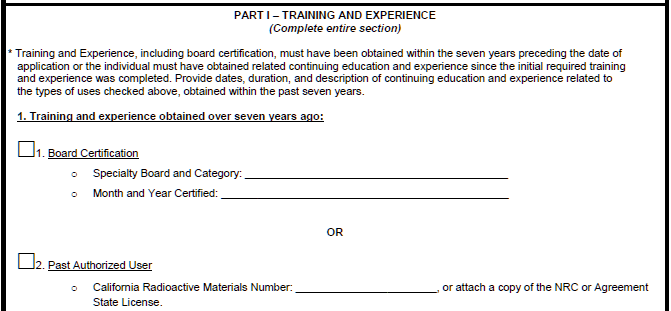 PART I – TRAINING AND EXPERIENCE
(Complete entire section)
* Training and Experience, including board certification, must have been obtained within the seven years preceding the date of
application or the individual must have obtained related continuing education and experience since the initial required training
and experience was completed. Provide dates, duration, and description of continuing education and experience related to
the types of uses checked above, obtained within the past seven years.
1. Training and experience obtained over seven years ago:
1. Board Certification
o Specialty Board and Category: ____________________
o Month and Year Certified: ____________________
OR
2. Past Authorized User
o California Radioactive Materials Number: ____________________, or attach a copy of the NRC or Agreement
State License.